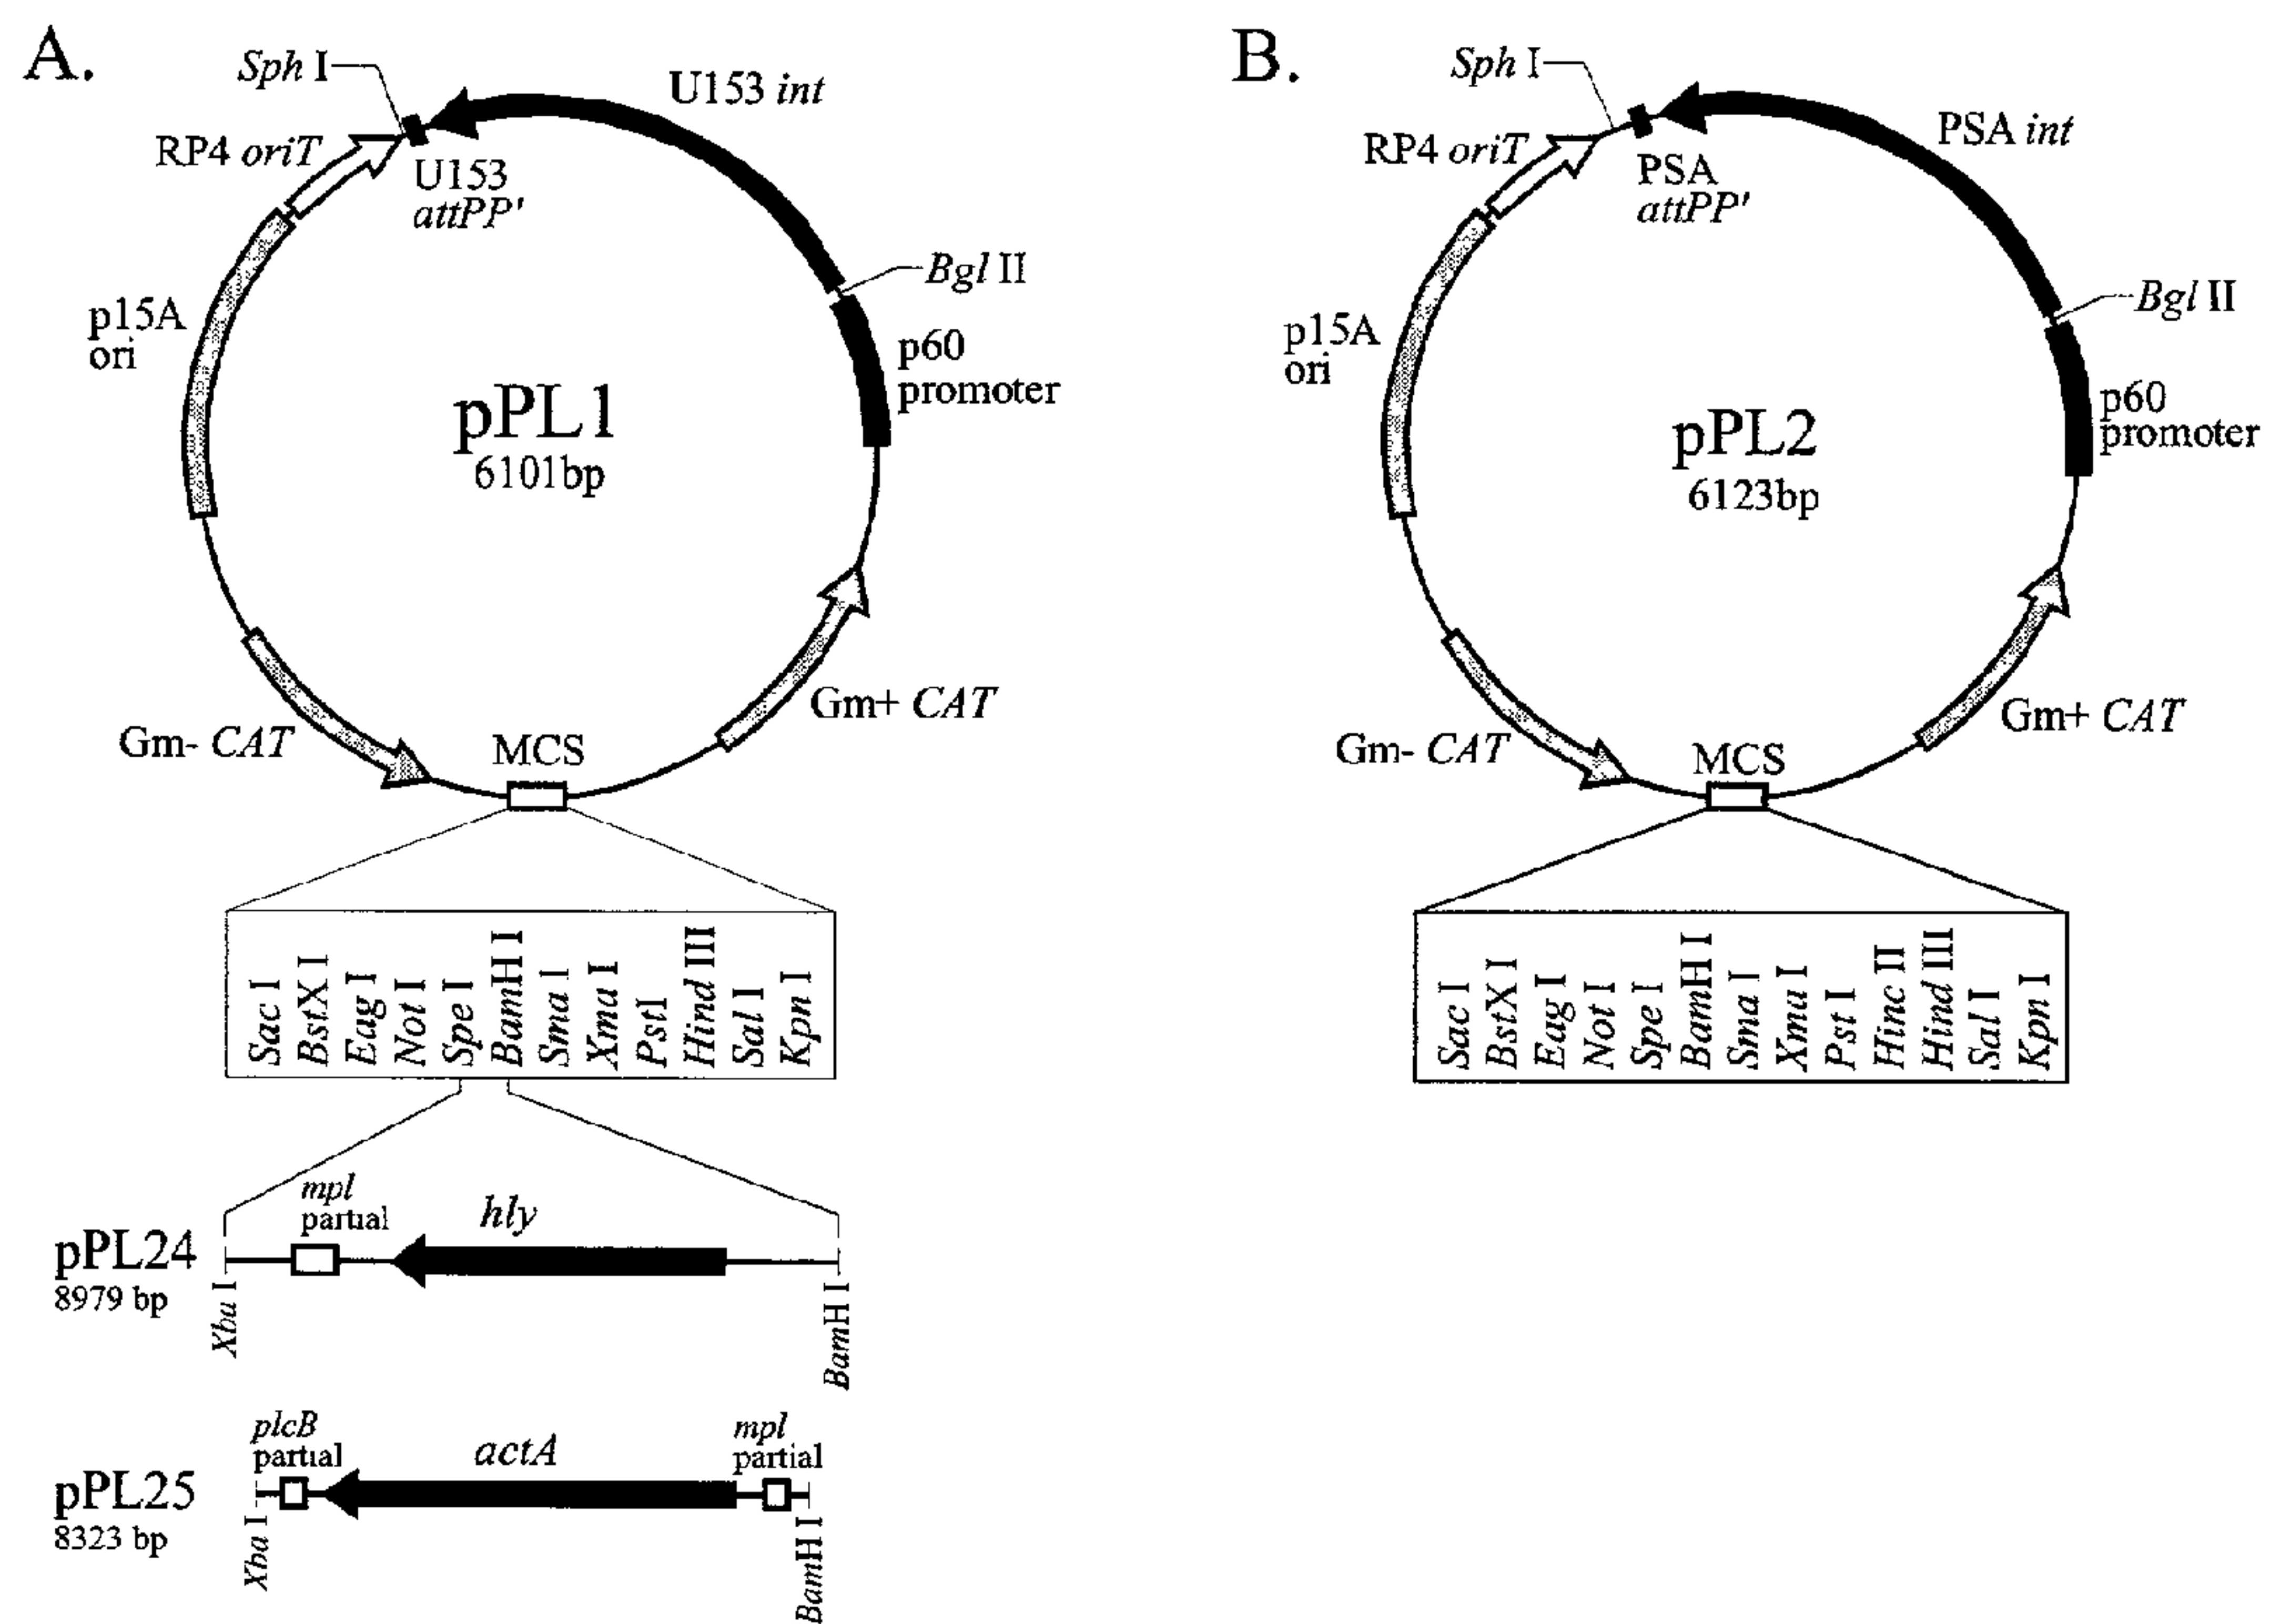 A.
Sph I
U153 int
RP4 oriT
U153
attPP'
Bgl II
p15A
ori
p60
promoter
pPL1
6101bp
Gm+ CAT
Gm- CAT
MCS
Sac I
BstX I
Eag I
Not I
Spe I
BamH I
Sma I
Xma I
PstI
Hind III
Sal I
Kpn I
mpl
partial
hly
pPL24
8979 bp
Xba I
BamH I
plcB
partial
actA
mpl
partial
pPL25
8323 bp
Xba I
BamH I
B.
Sph I
PSA int
RP4 oriT
PSA
attPP'
Bgl II
p15A
ori
p60
promoter
pPL2
6123bp
Gm+ CAT
Gm- CAT
MCS
Sac I
BstX I
Eag I
Not I
Spe I
BamH I
Sma I
Xma I
Pst I
Hinc II
Hind III
Sal I
Kpn I